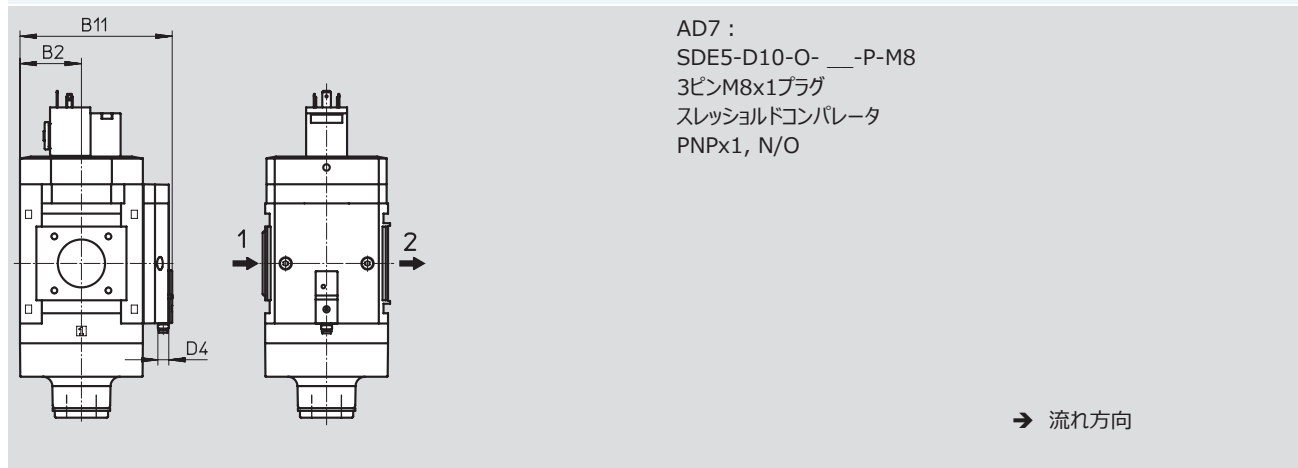 B11
B2
1
2
D4
AD7：
SDE5-D10-O- __-P-M8
3ピンM8x1プラグ
スレッショルドコンパレータ
PNPx1, N/O
➔ 流れ方向